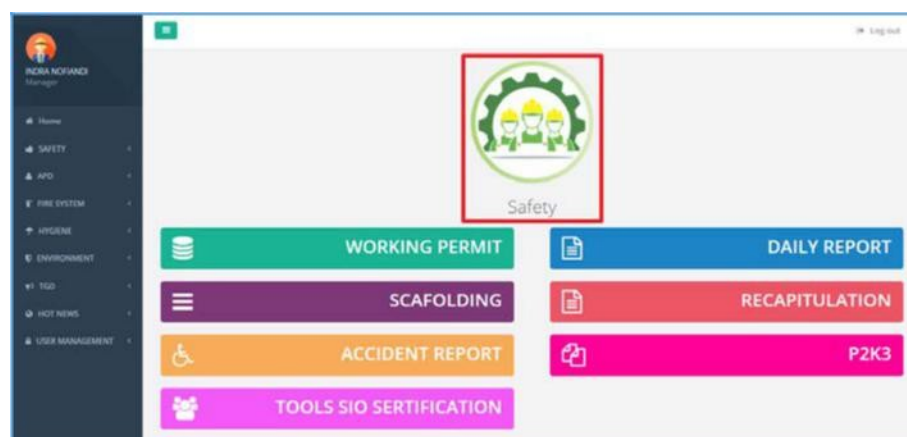 Log out
INDRA NOFIANDI
Manager
Home
SAFETY
APD
FIRE SYSTEM
HYGIENE
ENVIRONMENT
TGD
HOT NEWS
USER MANAGEMENT
Safety
WORKING PERMIT
DAILY REPORT
SCAFOLDING
RECAPITULATION
ACCIDENT REPORT
P2K3
TOOLS SIO SERTIFICATION